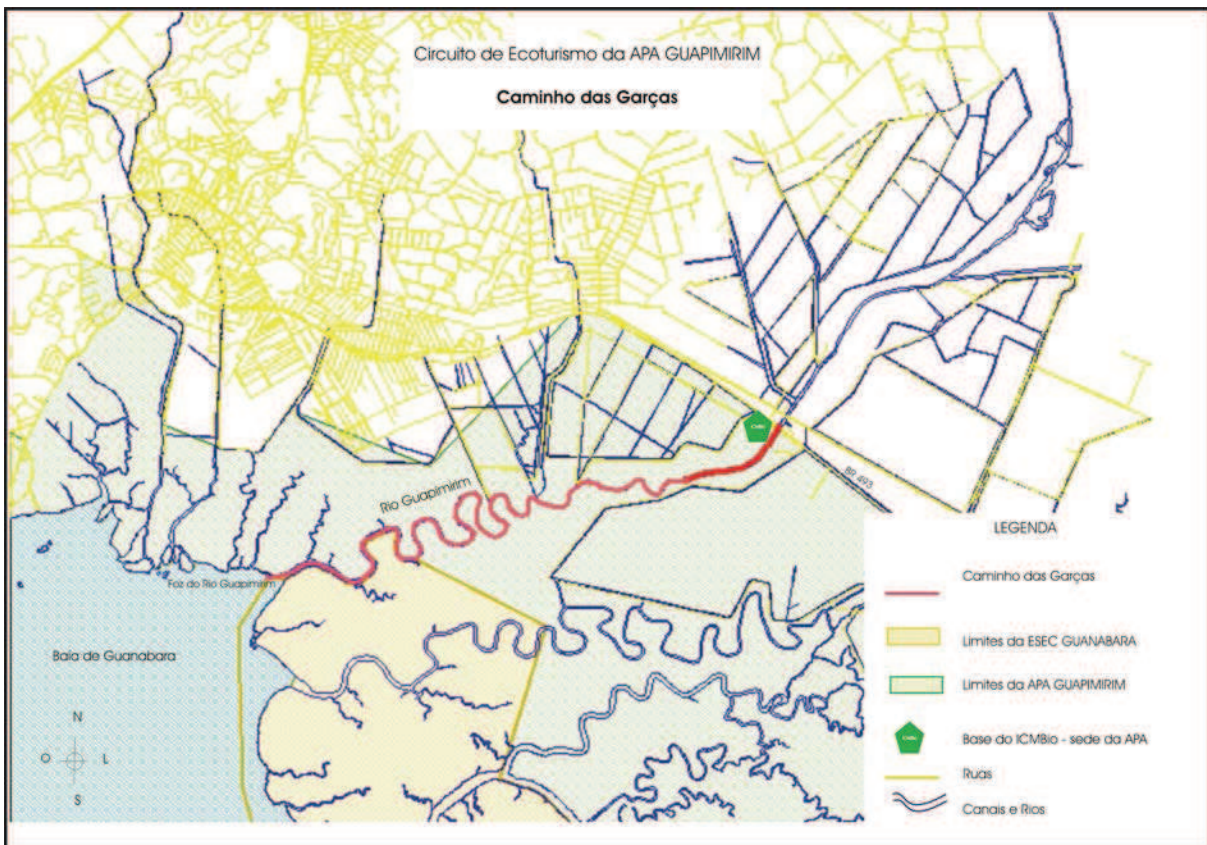 Circuito de Ecoturismo da APA GUAPIMIRIM
Caminho das Garças
ICMBio
BR 493
Rio Guapimirim
Foz do Rio Guapimirim
Baía de Guanabara
N
O
L
S
LEGENDA
Caminho das Garças
Limites da ESEC GUANABARA
Limites da APA GUAPIMIRIM
ICMBio
Base do ICMBio - sede da APA
Ruas
Canais e Rios